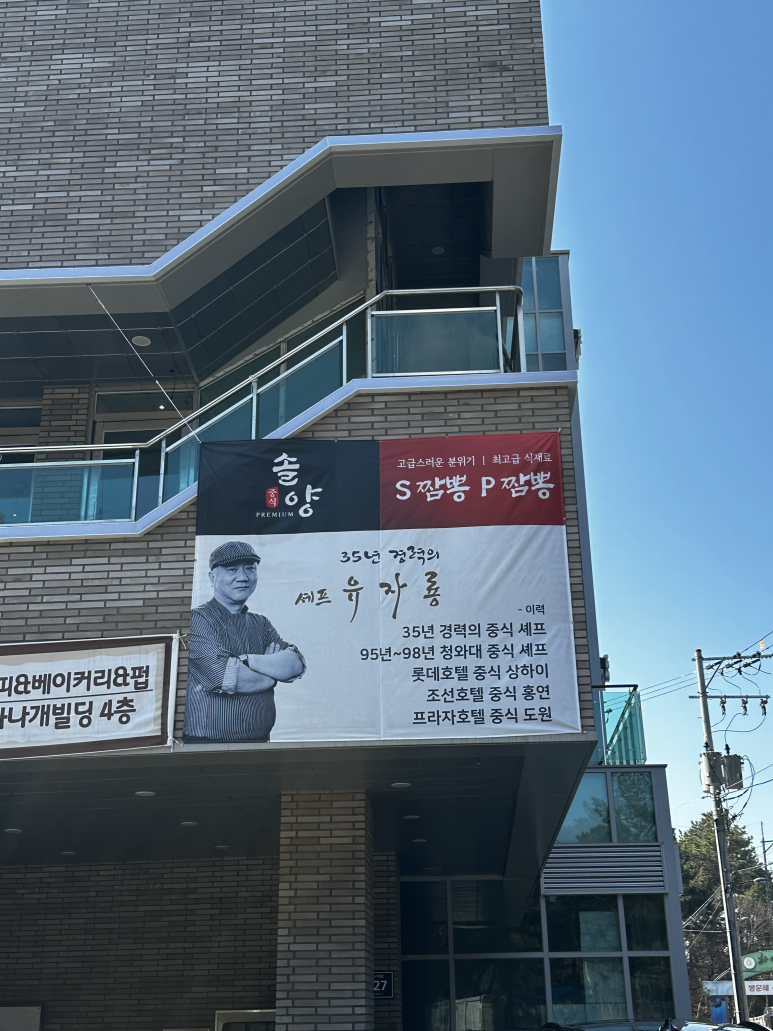 솔양
중식
PREMIUM
고급스러운 분위기 | 최고급 식재료
S짬뽕 P짬뽕
35년 경력의
셰프 유자룡
- 이력
35년 경력의 중식 셰프
95년~98년 청와대 중식 셰프
롯데호텔 중식 상하이
조선호텔 중식 홍연
프라자호텔 중식 도원
피&베이커리&펍
나개빌딩 4층
27
방문해